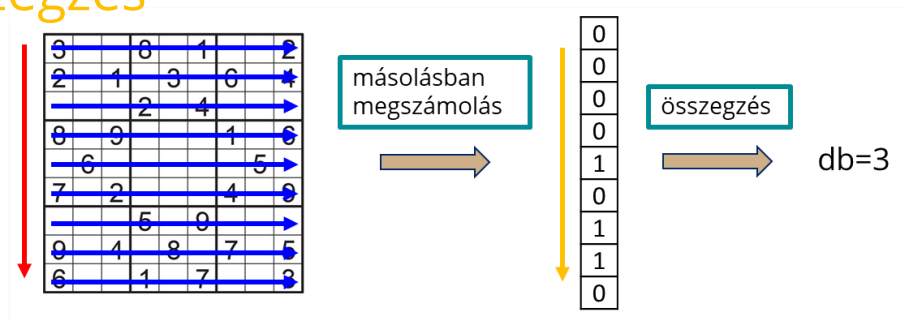 egzés
3 8 1 2
2 1 3 6 4
2 4
8 9 1 6
6 5
7 2 4 9
5 9
9 4 8 7 5
6 1 7 3
másolásban
megszámolás
0
0
0
0
1
0
1
1
0
összegzés
db=3